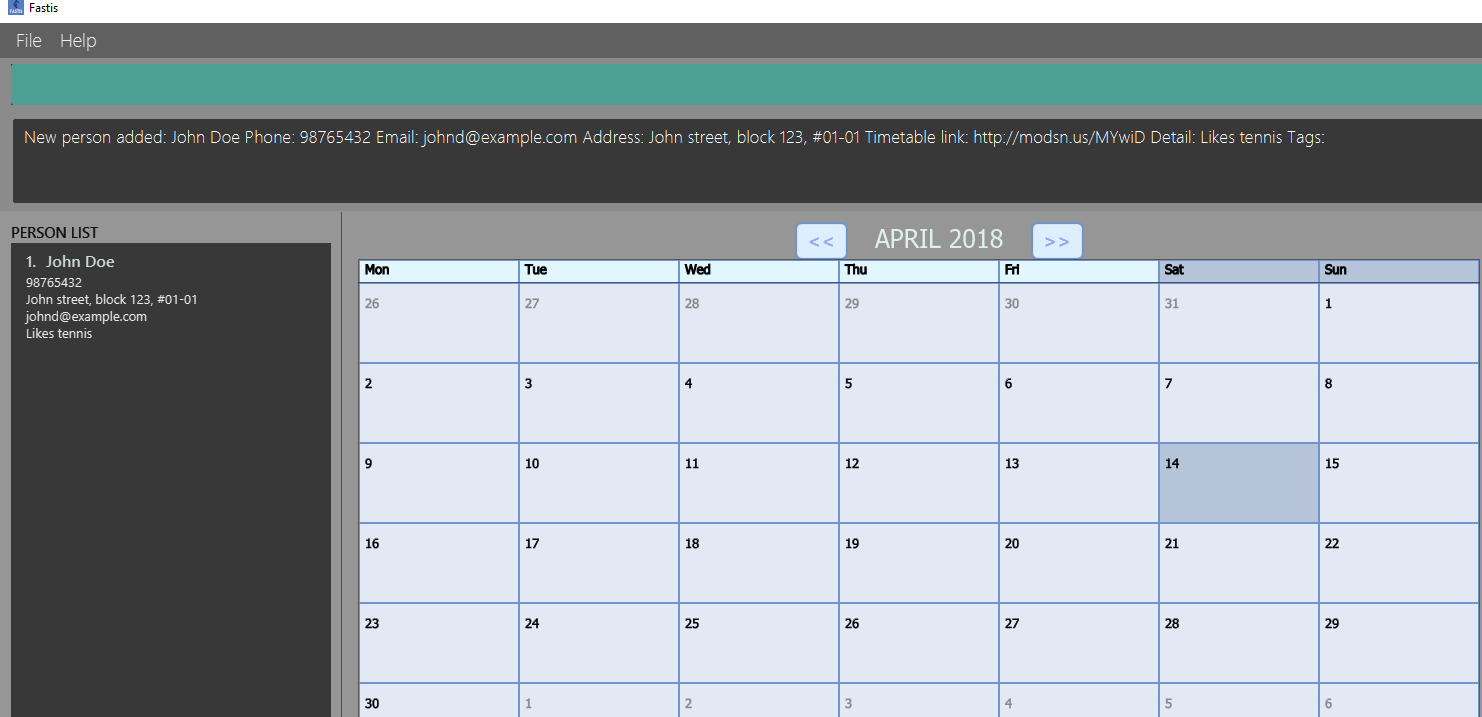 Fastis
File Help
New person added: John Doe Phone: 98765432 Email: johnd@example.com Address: John street, block 123, #01-01 Timetable link: http://modsn.us/MYwiD Detail: Likes tennis Tags:
PERSON LIST
1. John Doe
98765432
John street, block 123, #01-01
johnd@example.com
Likes tennis
<< APRIL 2018 >>
Mon Tue Wed Thu Fri Sat Sun
26 27 28 29 30 31 1
2 3 4 5 6 7 8
9 10 11 12 13 14 15
16 17 18 19 20 21 22
23 24 25 26 27 28 29
30 1 2 3 4 5 6